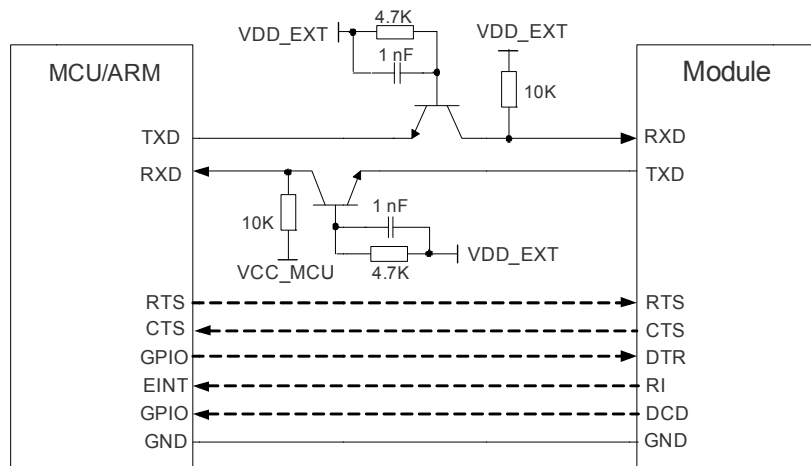 4.7K
VDD_EXT
VDD_EXT
1 nF
MCU/ARM
Module
10K
TXD
RXD
RXD
TXD
1 nF
10K
VDD_EXT
4.7K
VCC_MCU
RTS
RTS
CTS
CTS
GPIO
DTR
EINT
RI
GPIO
DCD
GND
GND